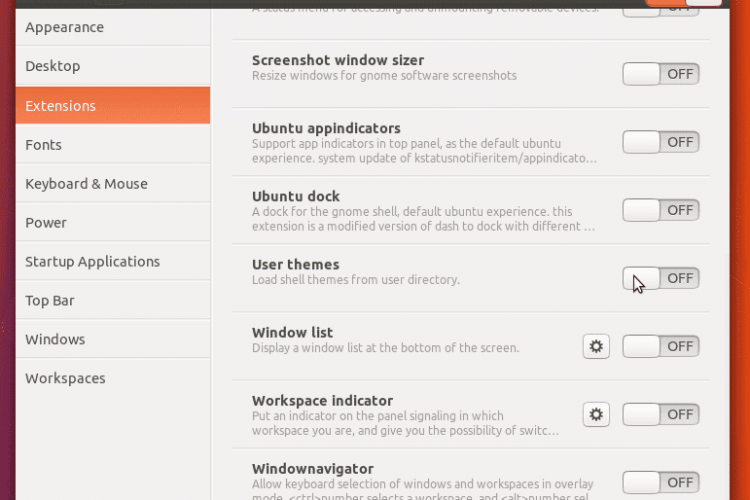 Appearance
Desktop
Extensions
Fonts
Keyboard & Mouse
Power
Startup Applications
Top Bar
Windows
Workspaces
A status menu for accessing and unmounting removable devices.
OFF
Screenshot window sizer
Resize windows for gnome software screenshots
OFF
Ubuntu appindicators
Support app indicators in top panel, as the default ubuntu
experience. system update of kstatusnotifieritem/appindicato...
OFF
Ubuntu dock
A dock for the gnome shell, default ubuntu experience. this
extension is a modified version of dash to dock with different ...
OFF
User themes
Load shell themes from user directory.
OFF
Window list
Display a window list at the bottom of the screen.
OFF
Workspace indicator
Put an indicator on the panel signaling in which
workspace you are, and give you the possibility of switc...
OFF
Windownavigator
Allow keyboard selection of windows and workspaces in overlay
mode. <ctrl>number selects a workspace, and <alt>number sel...
OFF